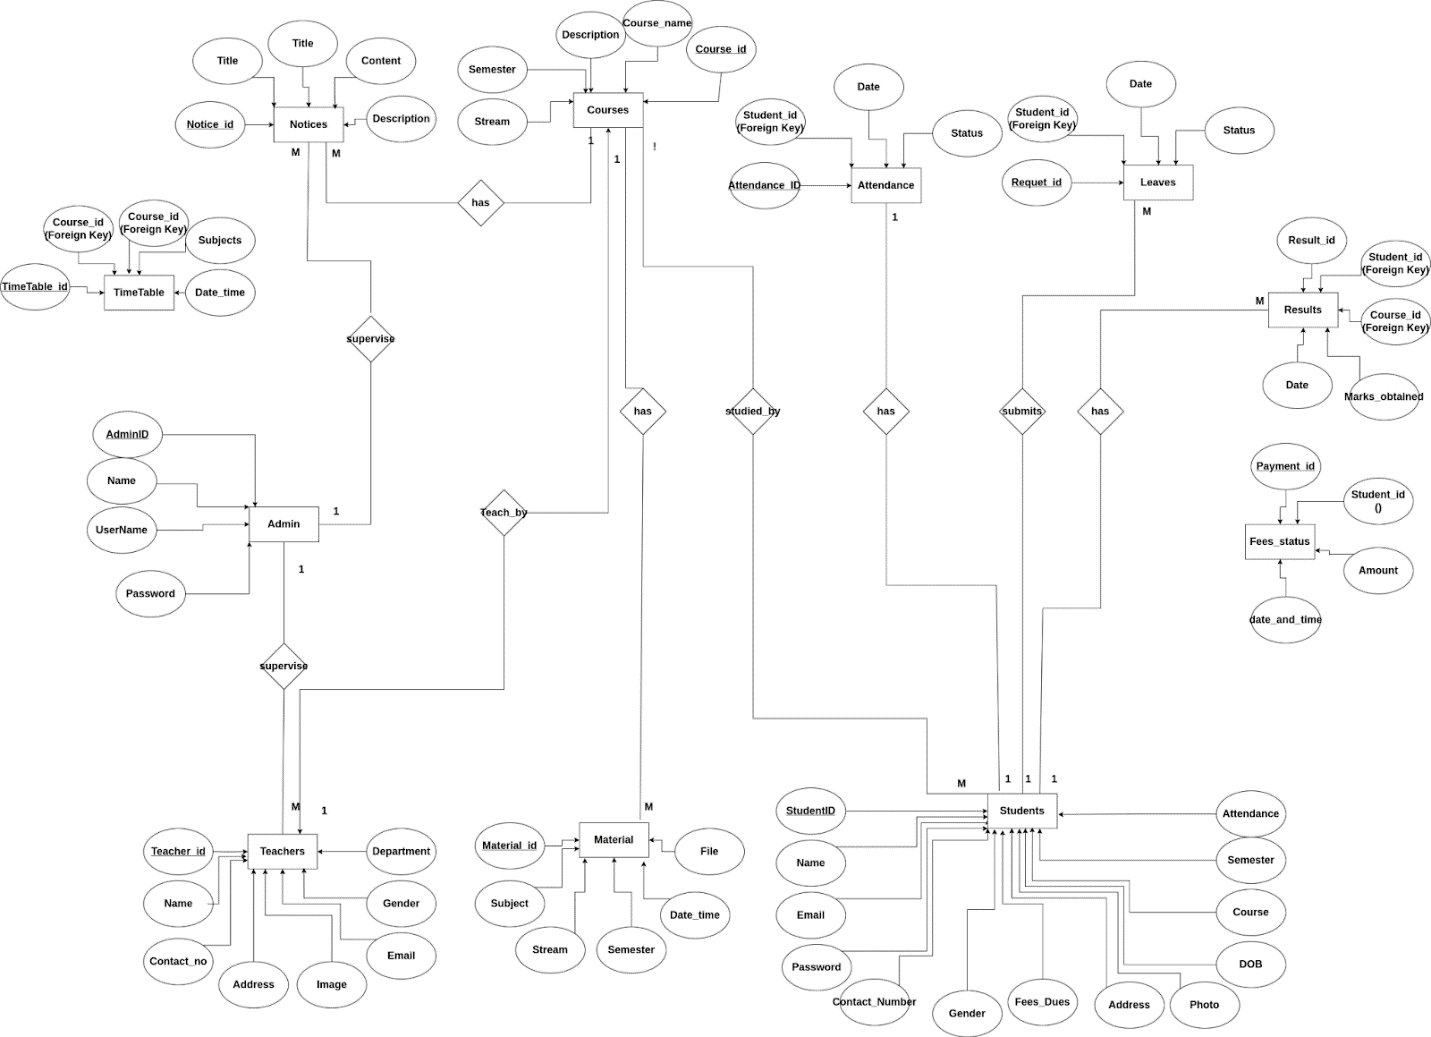 Title
Title
Content
Notice_id
Notices
Description
M
M
Semester
Description
Course_name
Course_id
Stream
Courses
1
1
!
has
Student_id
(Foreign Key)
Date
Status
Attendance_ID
Attendance
1
Student_id
(Foreign Key)
Date
Status
Requet_id
Leaves
M
Course_id
(Foreign Key)
Course_id
(Foreign Key)
Subjects
TimeTable_id
TimeTable
Date_time
Result_id
Student_id
(Foreign Key)
M
Results
Course_id
(Foreign Key)
Date
Marks_obtained
supervise
has
studied_by
has
submits
has
AdminID
Name
UserName
Admin
1
1
Password
Teach_by
Payment_id
Student_id
()
Fees_status
Amount
date_and_time
supervise
M
1
Teacher_id
Teachers
Department
Name
Gender
Contact_no
Email
Address
Image
M
Material_id
Material
File
Subject
Date_time
Stream
Semester
M
1
1
1
StudentID
Students
Attendance
Name
Semester
Email
Course
Password
DOB
Contact_Number
Gender
Fees_Dues
Address
Photo